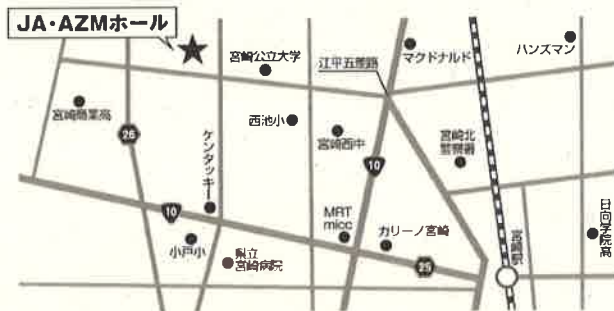 JA・AZMホール
宮崎公立大学
江平五差路
マクドナルド
ハンズマン
宮崎商業高
26
ケンタッキー
西池小
宮崎西中
10
宮崎北
警察署
10
小戸小
県立
宮崎病院
MRT
micc
カリーノ宮崎
25
宮崎駅
日向学院高